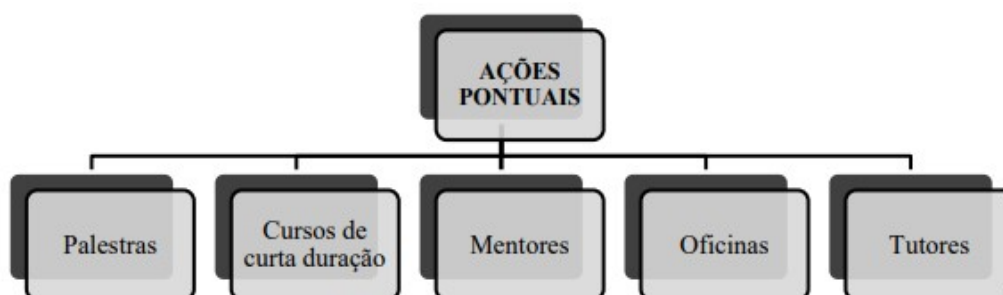 AÇÕES
PONTUAIS
Palestras
Cursos de
curta duração
Mentores
Oficinas
Tutores